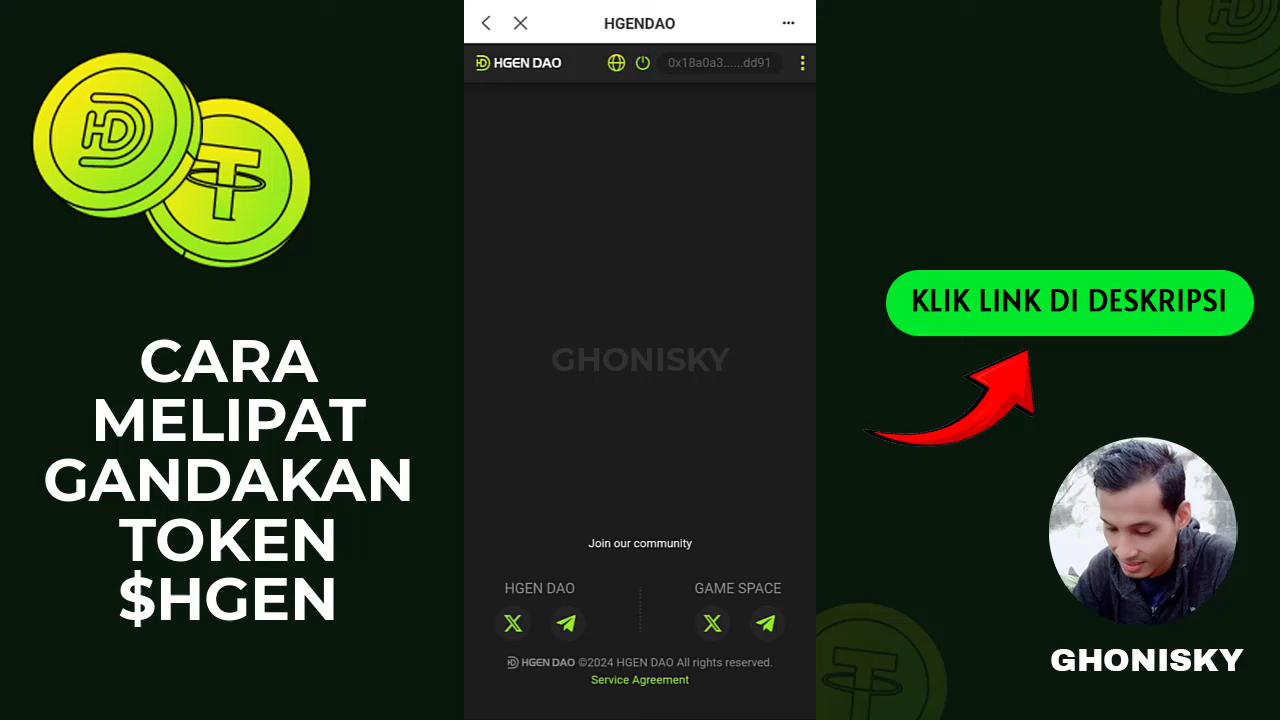 HGENDAO
HGEN DAO
0x18a0a3......dd91
CARA
MELIPAT
GANDAKAN
TOKEN
$HGEN
GHONISKY
Join our community
HGEN DAO
GAME SPACE
HGEN DAO ©2024 HGEN DAO All rights reserved.
Service Agreement
KLIK LINK DI DESKRIPSI
GHONISKY